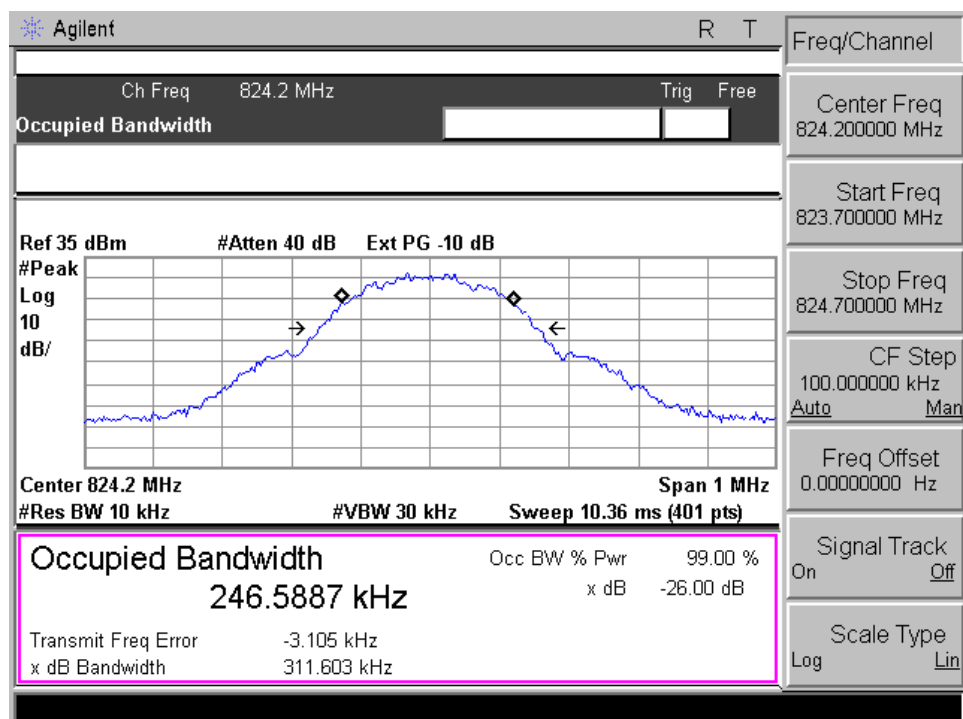 Agilent R T
Freq/Channel
Ch Freq 824.2 MHz Trig Free
Occupied Bandwidth
Center Freq
824.200000 MHz
Start Freq
823.700000 MHz
Stop Freq
824.700000 MHz
CF Step
100.000000 kHz
Auto Man
Freq Offset
0.00000000 Hz
Signal Track
On Off
Scale Type
Log Lin
Ref 35 dBm #Atten 40 dB Ext PG -10 dB
#Peak
Log
10
dB/
Center 824.2 MHz Span 1 MHz
#Res BW 10 kHz #VBW 30 kHz Sweep 10.36 ms (401 pts)
Occupied Bandwidth Occ BW % Pwr 99.00 %
246.5887 kHz x dB -26.00 dB
Transmit Freq Error -3.105 kHz
x dB Bandwidth 311.603 kHz